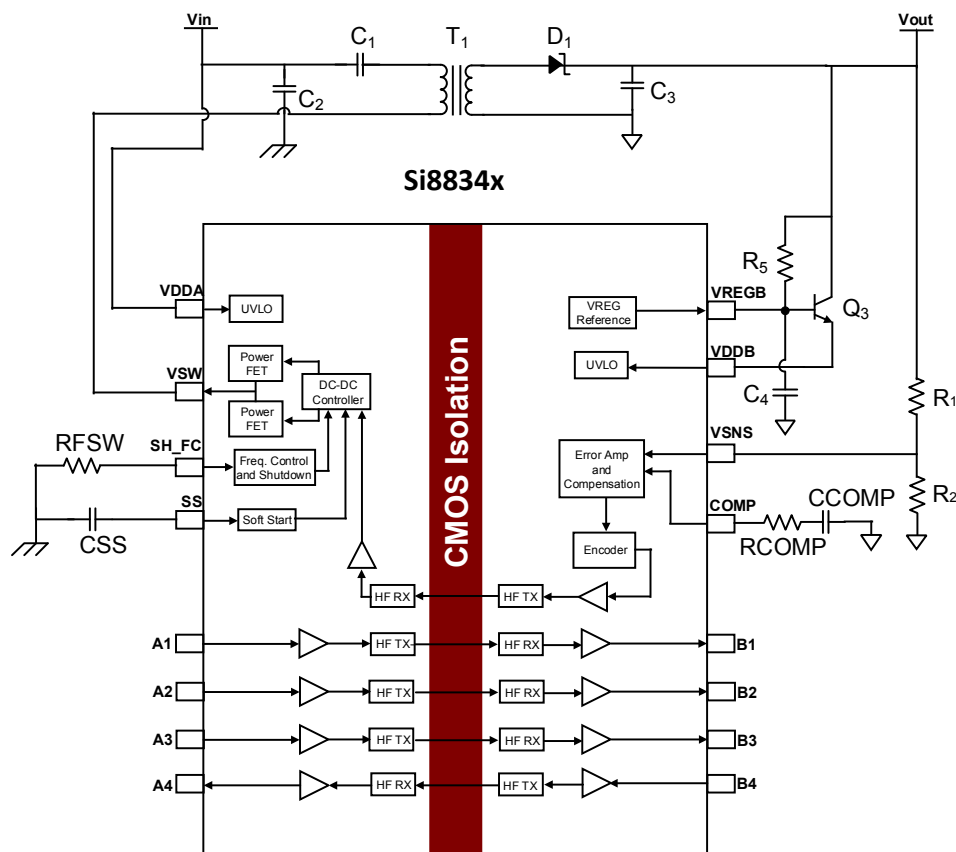 Vin
Vout
C1
T1
D1
C2
C3
Si8834x
R5
VDDA
UVLO
VREG
Reference
VREGB
Q3
VDDB
UVLO
Power
FET
VSW
DC-DC
Controller
Power
FET
C4
R1
RFSW
SH_FC
Freq. Control
and Shutdown
CMOS Isolation
Error Amp
and
Compensation
VSNS
SS
Soft Start
CSS
COMP
CCOMP
RCOMP
R2
Encoder
HF RX
HF TX
A1
HF TX
HF RX
B1
A2
HF TX
HF RX
B2
A3
HF TX
HF RX
B3
A4
HF RX
HF TX
B4